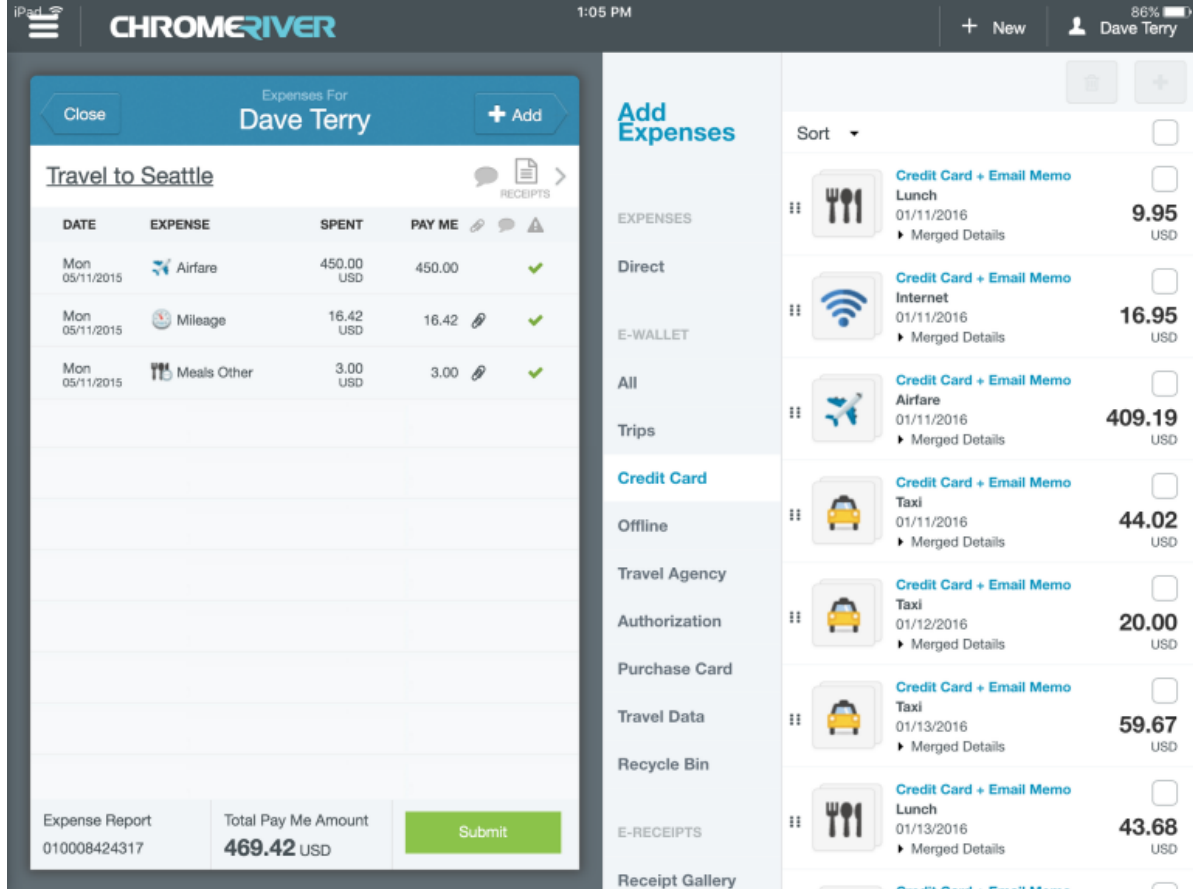 iPad
1:05 PM
86%
CHROMERIVER
New
Dave Terry
Close
Expenses For
Dave Terry
Add
Travel to Seattle
RECEIPTS
DATE EXPENSE SPENT PAY ME
Mon
05/11/2015
Airfare
450.00
USD
450.00
Mon
05/11/2015
Mileage
16.42
USD
16.42
Mon
05/11/2015
Meals Other
3.00
USD
3.00
Expense Report
010008424317
Total Pay Me Amount
469.42 USD
Submit
Add
Expenses
EXPENSES
Direct
E-WALLET
All
Trips
Credit Card
Offline
Travel Agency
Authorization
Purchase Card
Travel Data
Recycle Bin
E-RECEIPTS
Receipt Gallery
Sort
Credit Card + Email Memo
Lunch
01/11/2016
Merged Details
9.95
USD
Credit Card + Email Memo
Internet
01/11/2016
Merged Details
16.95
USD
Credit Card + Email Memo
Airfare
01/11/2016
Merged Details
409.19
USD
Credit Card + Email Memo
Taxi
01/11/2016
Merged Details
44.02
USD
Credit Card + Email Memo
Taxi
01/12/2016
Merged Details
20.00
USD
Credit Card + Email Memo
Taxi
01/13/2016
Merged Details
59.67
USD
Credit Card + Email Memo
Lunch
01/13/2016
Merged Details
43.68
USD